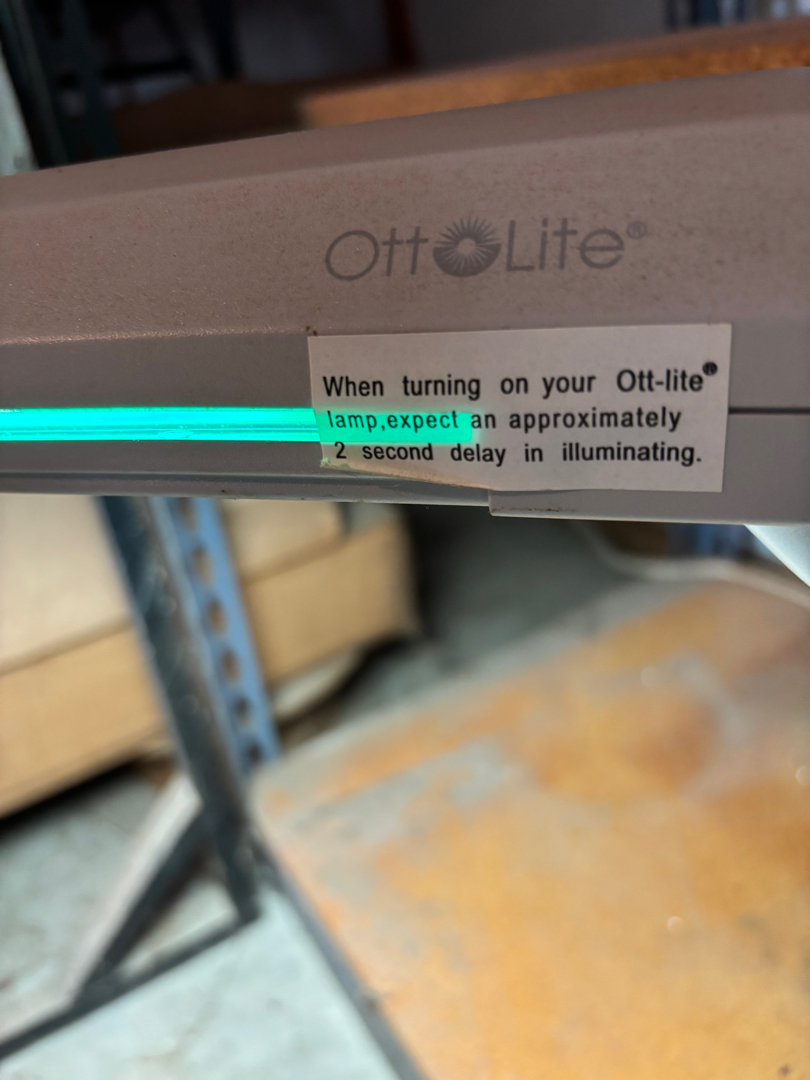 OttLite®
When turning on your Ott-lite®
lamp,expect an approximately
2 second delay in illuminating.